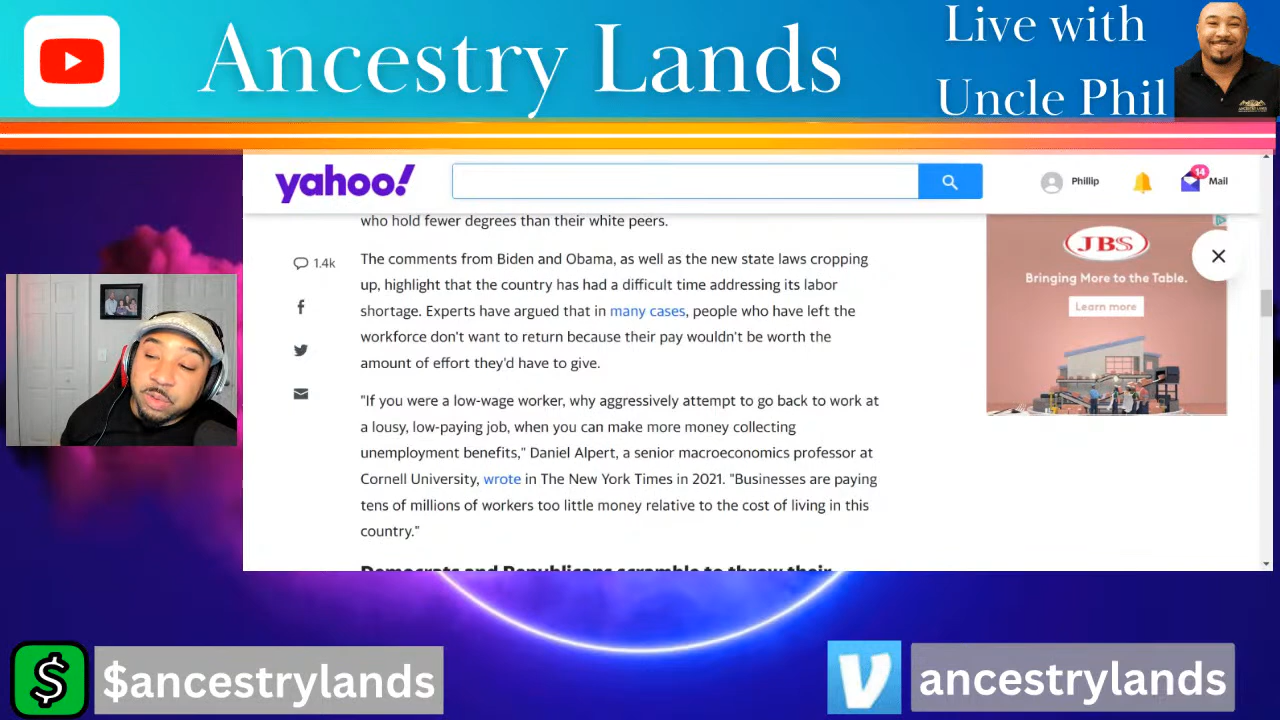 Ancestry Lands
Live with
Uncle Phil
yahoo!
Phillip
14
Mail
who hold fewer degrees than their white peers.
1.4k
The comments from Biden and Obama, as well as the new state laws cropping
up, highlight that the country has had a difficult time addressing its labor
shortage. Experts have argued that in many cases, people who have left the
workforce don't want to return because their pay wouldn't be worth the
amount of effort they'd have to give.
"If you were a low-wage worker, why aggressively attempt to go back to work at
a lousy, low-paying job, when you can make more money collecting
unemployment benefits," Daniel Alpert, a senior macroeconomics professor at
Cornell University, wrote in The New York Times in 2021. "Businesses are paying
tens of millions of workers too little money relative to the cost of living in this
country."
Democrats and Republicans scramble to throw their
JBS
Bringing More to the Table.
Learn more
$ancestrylands
ancestrylands